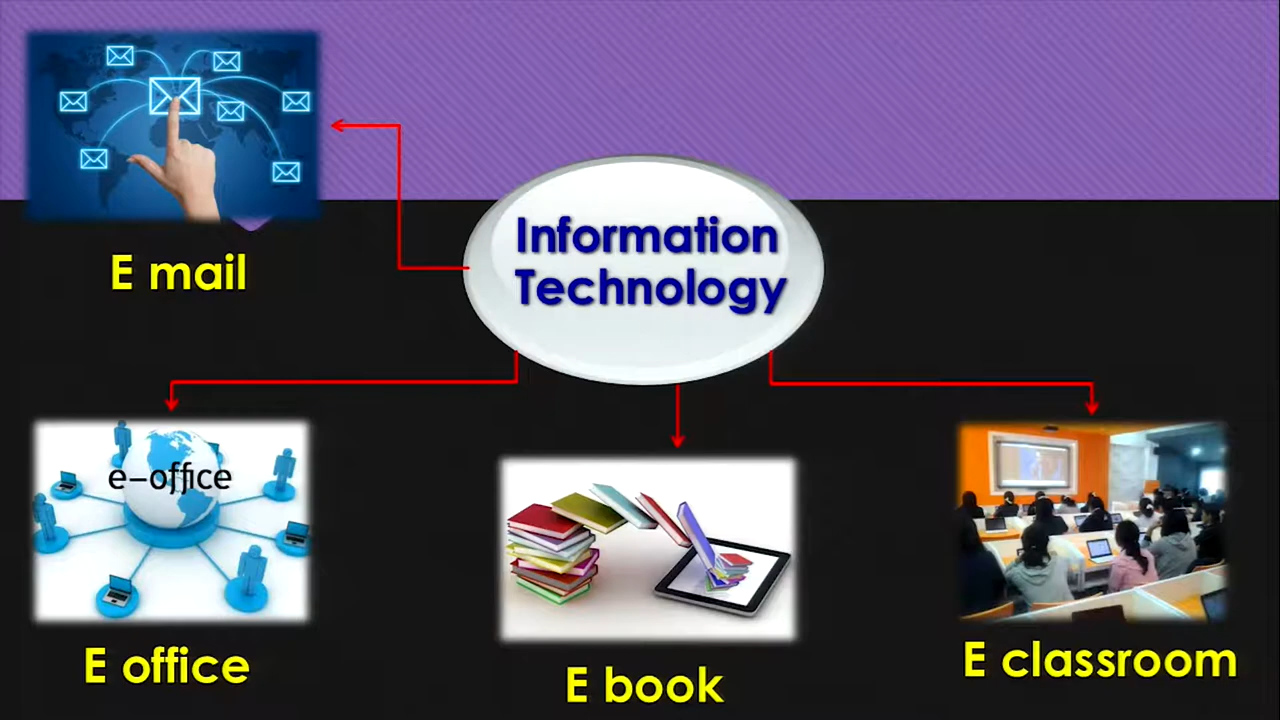 Information
Technology
E mail
e-office
E office
E book
E classroom